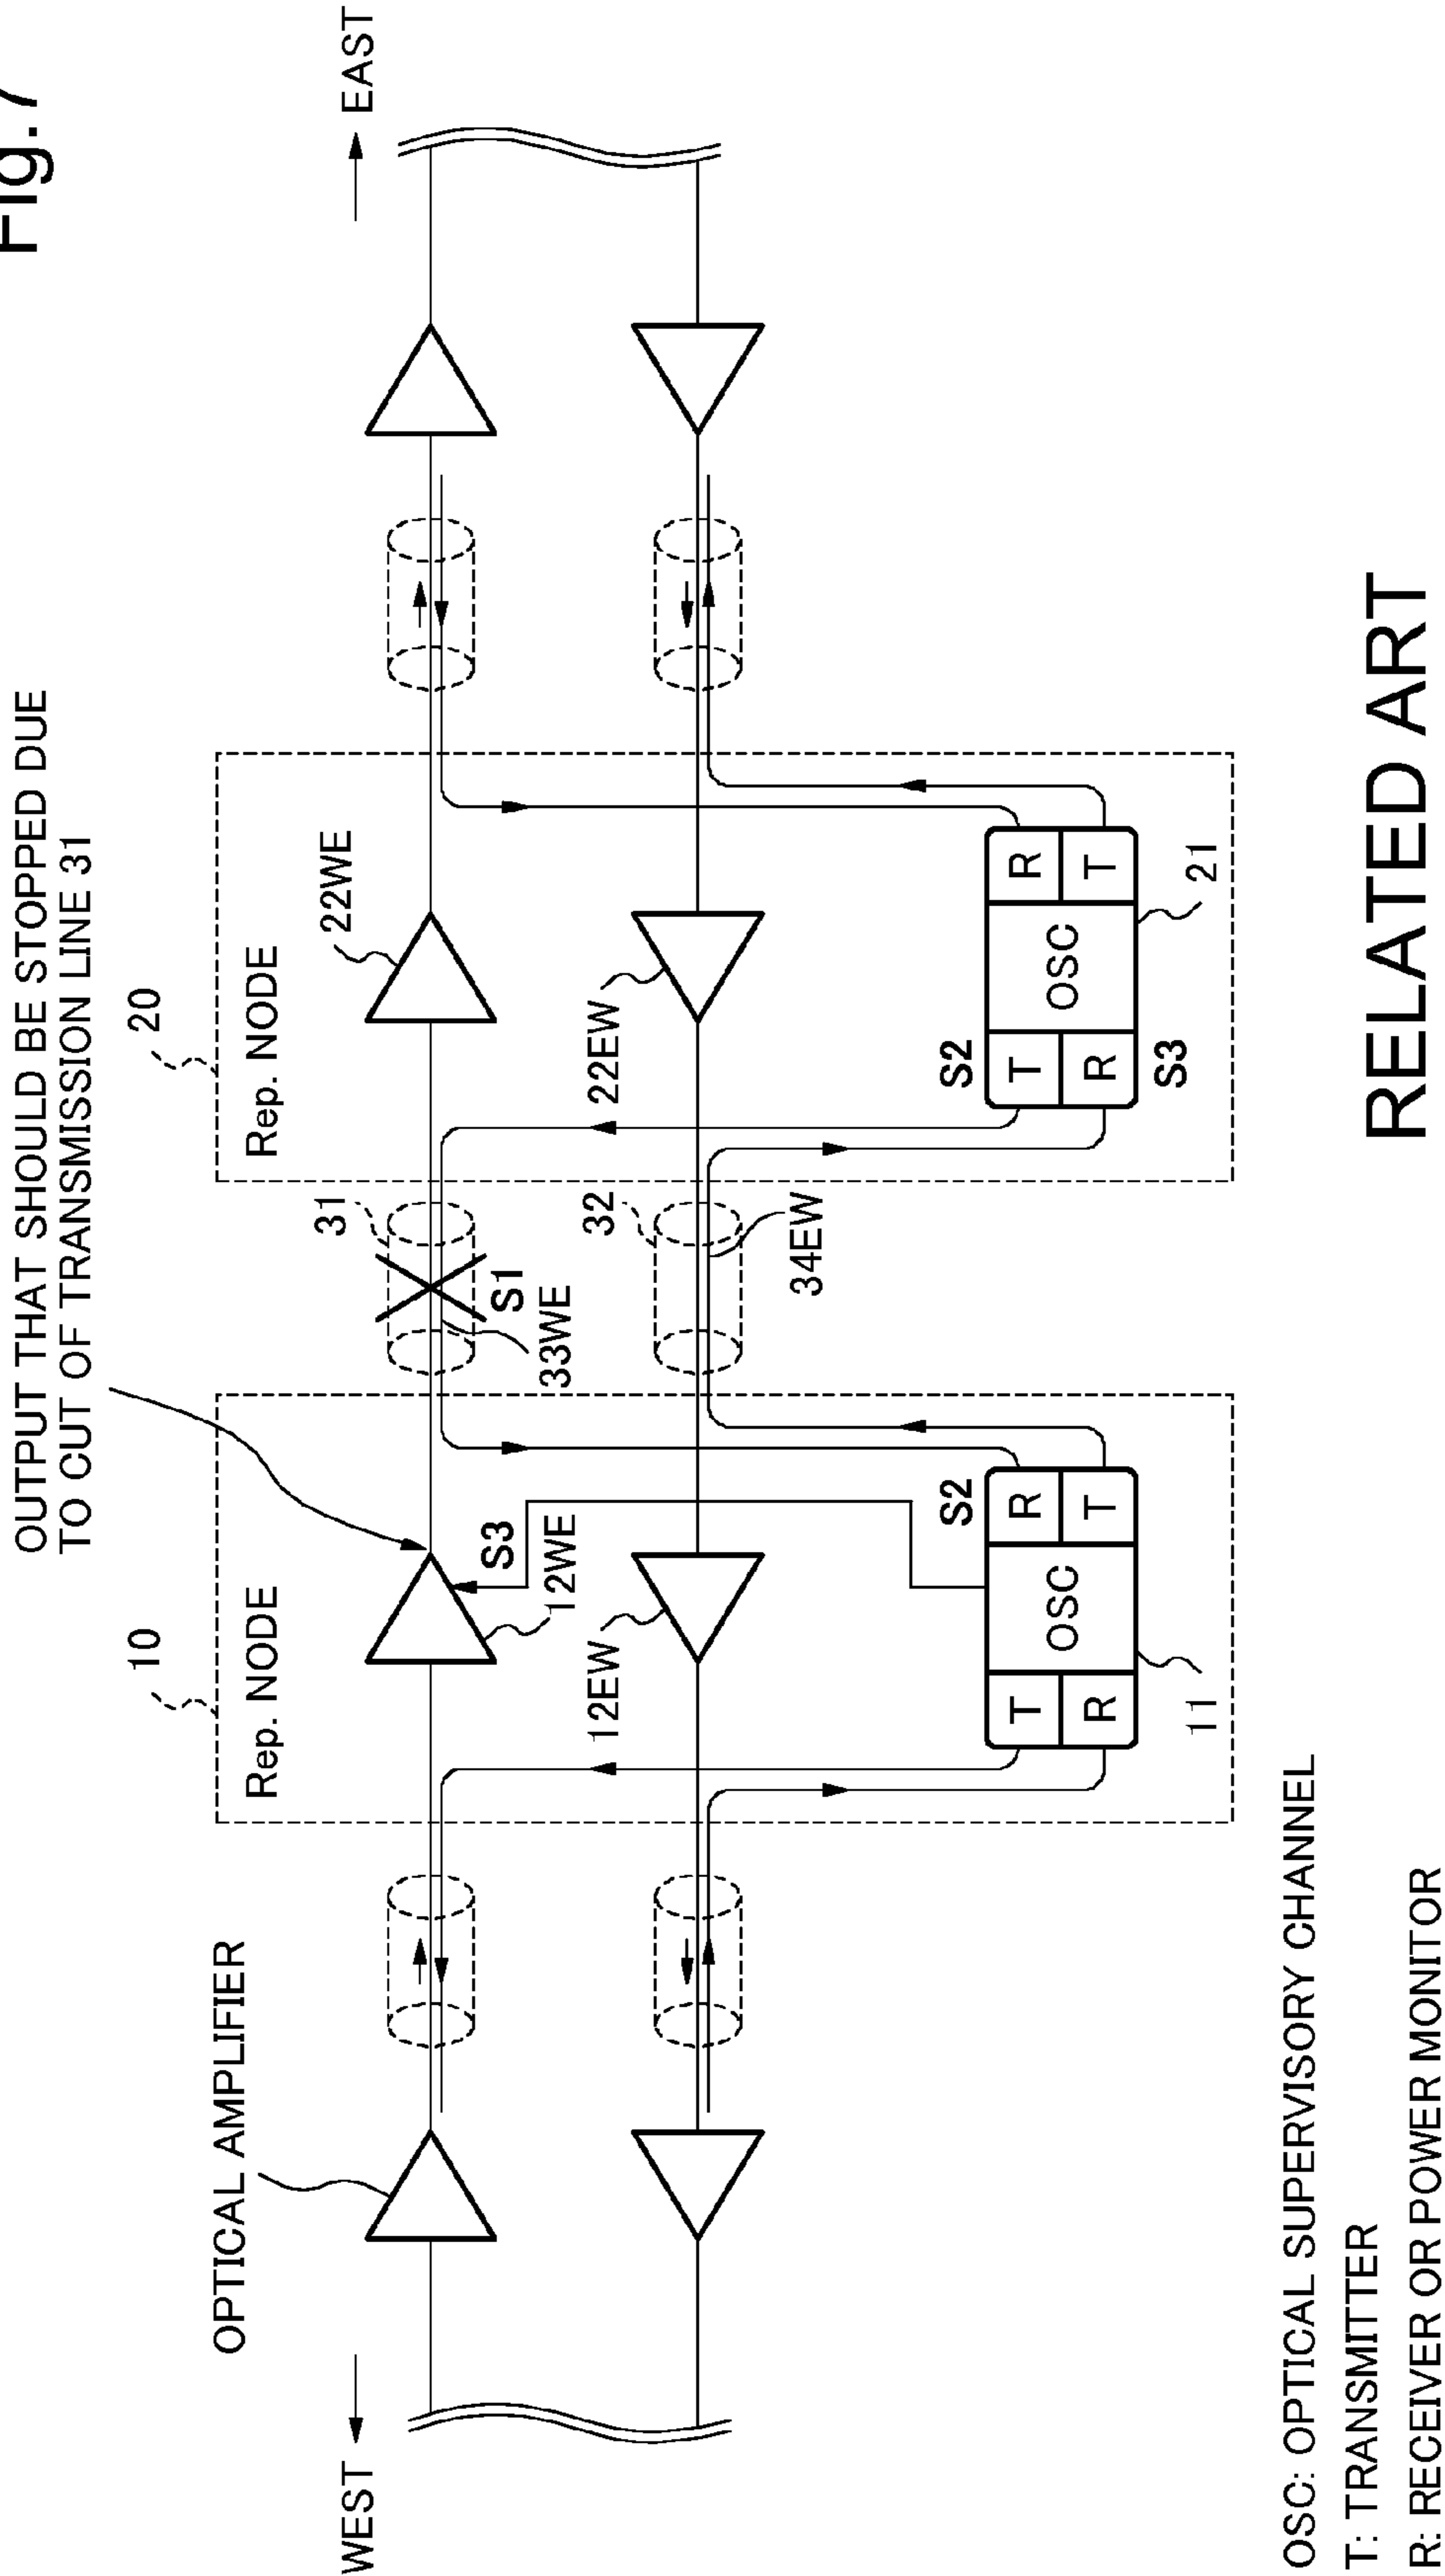 Fig.7
OUTPUT THAT SHOULD BE STOPPED DUE
TO CUT OF TRANSMISSION LINE 31
WEST
EAST
OPTICAL AMPLIFIER
10
Rep. NODE
S3
12WE
12EW
T
R
OSC
S2
R
T
11
31
S1
33WE
32
34EW
20
Rep. NODE
22WE
22EW
S2
T
R
S3
OSC
R
T
21
OSC: OPTICAL SUPERVISORY CHANNEL
T: TRANSMITTER
R: RECEIVER OR POWER MONITOR
RELATED ART